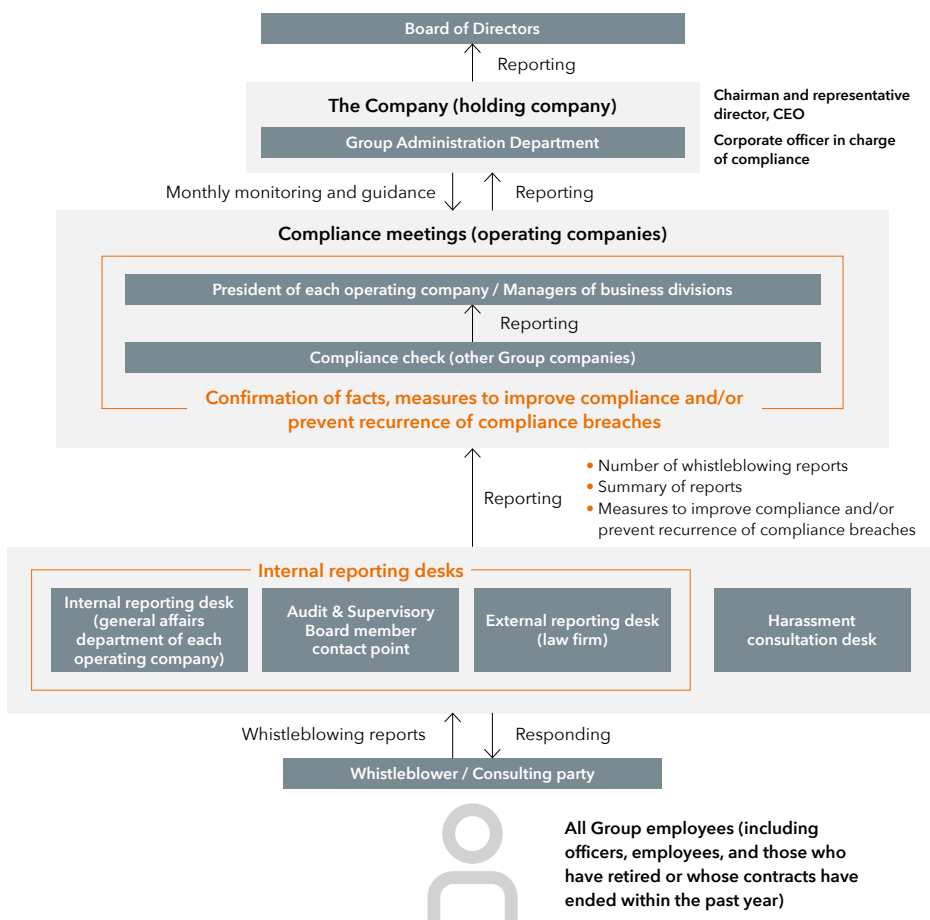 Board of Directors
Reporting
The Company (holding company)
Group Administration Department
Chairman and representative
director, CEO
Corporate officer in charge
of compliance
Monthly monitoring and guidance
Reporting
Compliance meetings (operating companies)
President of each operating company / Managers of business divisions
Reporting
Compliance check (other Group companies)
Confirmation of facts, measures to improve compliance and/or
prevent recurrence of compliance breaches
Reporting
• Number of whistleblowing reports
• Summary of reports
• Measures to improve compliance and/or
prevent recurrence of compliance breaches
Internal reporting desks
Internal reporting desk
(general affairs
department of each
operating company)
Audit & Supervisory
Board member
contact point
External reporting desk
(law firm)
Harassment
consultation desk
Whistleblowing reports
Responding
Whistleblower / Consulting party
All Group employees (including
officers, employees, and those who
have retired or whose contracts have
ended within the past year)